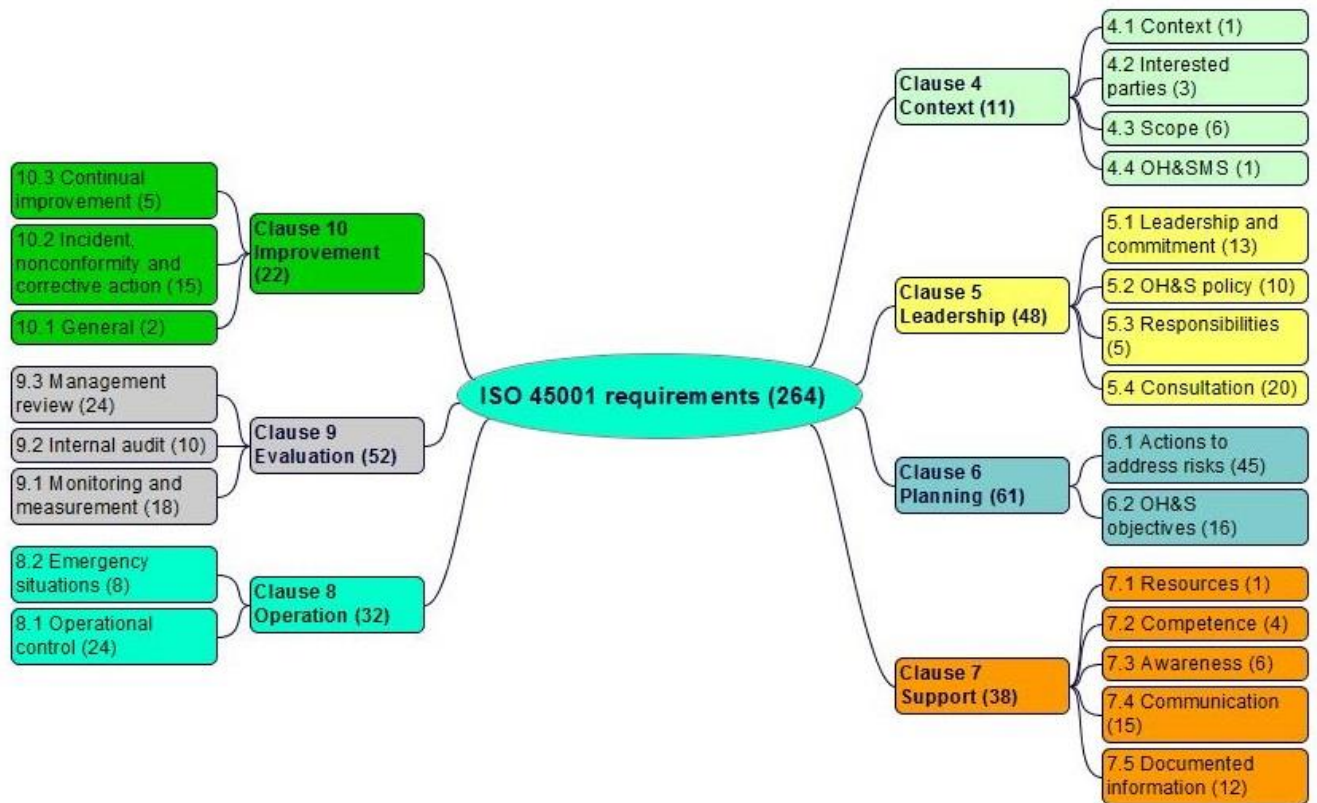 ISO 45001 requirements (264)
Clause 4
Context (11)
4.1 Context (1)
4.2 Interested
parties (3)
4.3 Scope (6)
4.4 OH&SMS (1)
Clause 5
Leadership (48)
5.1 Leadership and
commitment (13)
5.2 OH&S policy (10)
5.3 Responsibilities
(5)
5.4 Consultation (20)
Clause 6
Planning (61)
6.1 Actions to
address risks (45)
6.2 OH&S
objectives (16)
Clause 7
Support (38)
7.1 Resources (1)
7.2 Competence (4)
7.3 Awareness (6)
7.4 Communication
(15)
7.5 Documented
information (12)
Clause 10
Improvement
(22)
10.3 Continual
improvement (5)
10.2 Incident,
nonconformity and
corrective action (15)
10.1 General (2)
Clause 9
Evaluation (52)
9.3 Management
review (24)
9.2 Internal audit (10)
9.1 Monitoring and
measurement (18)
Clause 8
Operation (32)
8.2 Emergency
situations (8)
8.1 Operational
control (24)